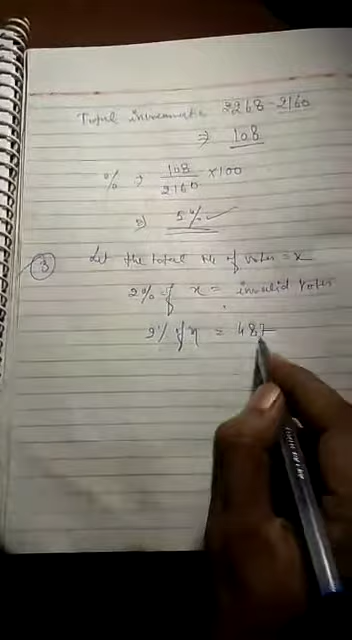 Total increment = 2268 - 2160
⇒ 108
% ⇒ 108/2160 × 100
⇒ 5%
③ Let the total no of votes = x
2% of x = invalid votes
2% of x = 487